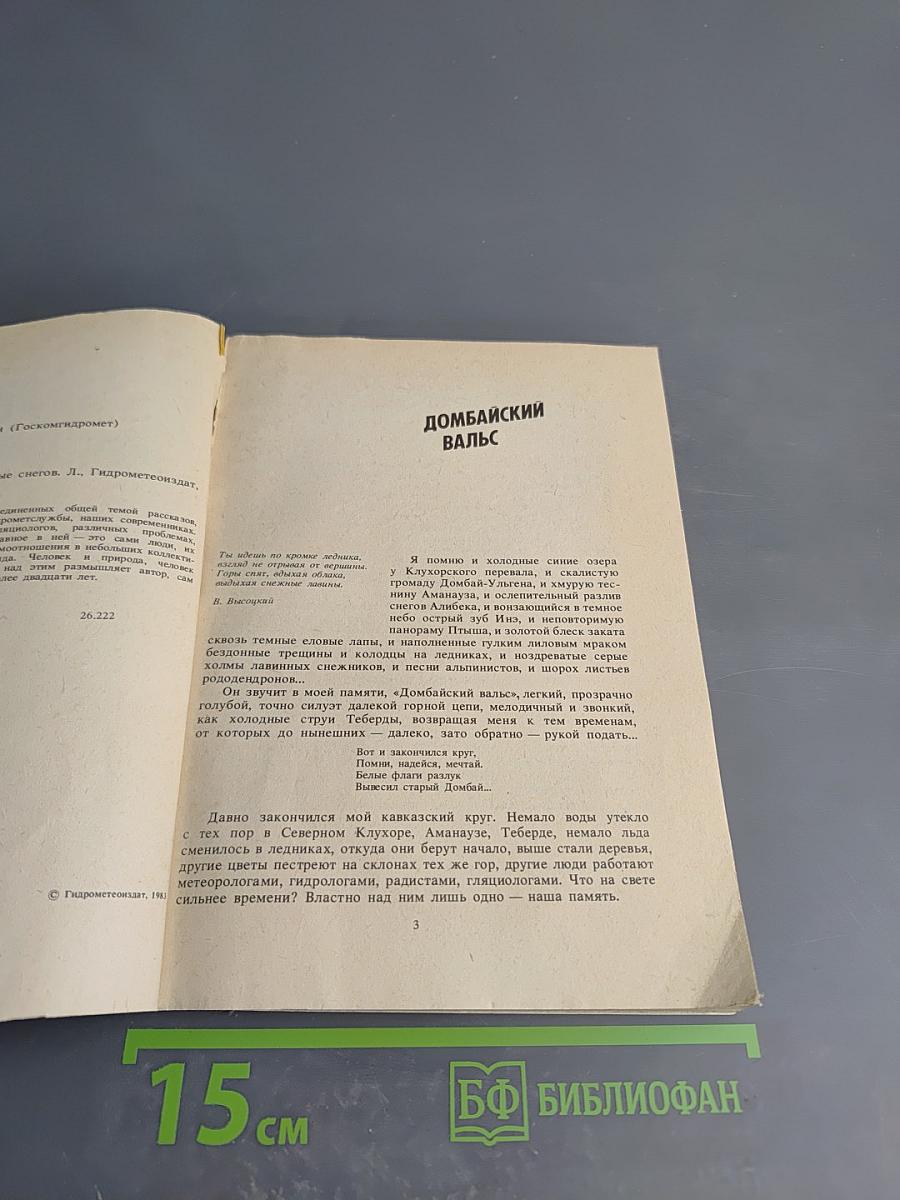 и (Госкомгидромет)
ые снегов. Л., Гидрометеоиздат,
единенных общей темой рассказов,
дрометслужбы, наших современников,
ляциологов, различных проблемах,
авное в ней — это сами люди, их
моотношения в небольших коллекти-
да. Человек и природа, человек
над этим размышляет автор, сам
лее двадцати лет.
26.222
© Гидрометеоиздат, 1983
ДОМБАЙСКИЙ
ВАЛЬС
Ты идешь по кромке ледника,
взгляд не отрывая от вершины.
Горы спят, вдыхая облака,
выдыхая снежные лавины.
В. Высоцкий
Я помню и холодные синие озера
у Клухорского перевала, и скалистую
громаду Домбай-Ульгена, и хмурую тес-
нину Аманауза, и ослепительный разлив
снегов Алибека, и вонзающийся в темное
небо острый зуб Инэ, и неповторимую
панораму Птыша, и золотой блеск заката
сквозь темные еловые лапы, и наполненные гулким лиловым мраком
бездонные трещины и колодцы на ледниках, и ноздреватые серые
холмы лавинных снежников, и песни альпинистов, и шорох листьев
рододендронов...
Он звучит в моей памяти, «Домбайский вальс», легкий, прозрачно
голубой, точно силуэт далекой горной цепи, мелодичный и звонкий,
как холодные струи Теберды, возвращая меня к тем временам,
от которых до нынешних — далеко, зато обратно — рукой подать...
Вот и закончился круг,
Помни, надейся, мечтай.
Белые флаги разлук
Вывесил старый Домбай...
Давно закончился мой кавказский круг. Немало воды утекло
с тех пор в Северном Клухоре, Аманаузе, Теберде, немало льда
сменилось в ледниках, откуда они берут начало, выше стали деревья,
другие цветы пестреют на склонах тех же гор, другие люди работают
метеорологами, гидрологами, радистами, гляциологами. Что на свете
сильнее времени? Властно над ним лишь одно — наша память.
3
15 см
БФ БИБЛИОФАН